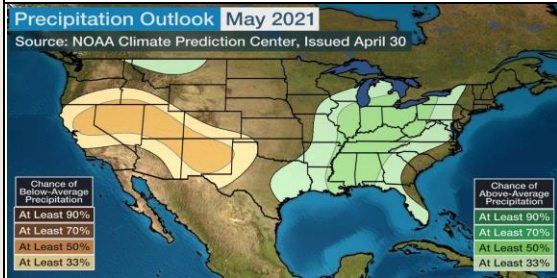 Precipitation Outlook May 2021
Source: NOAA Climate Prediction Center, Issued April 30
Chance of
Below-Average
Precipitation
At Least 90%
At Least 70%
At Least 50%
At Least 33%
Chance of
Above-Average
Precipitation
At Least 90%
At Least 70%
At Least 50%
At Least 33%